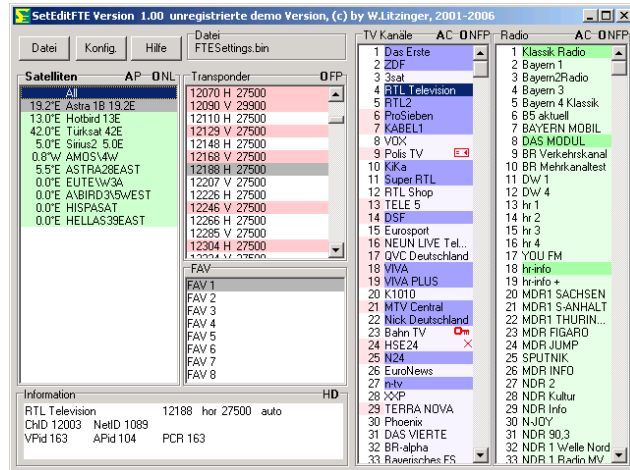 SetEditFTE Version 1.00 unregistrierte demo Version, (c) by W.Litzinger, 2001-2006
Datei
Konfig.
Hilfe
Datei
FTESettings.bin
Satelliten AP ONL
All
19.2°E Astra 1B 19.2E
13.0°E Hotbird 13E
42.0°E Türksat 42E
5.0°E Sirius2 5.0E
0.8°W AMOS\4W
5.5°E ASTRA28EAST
0.0°E EUTE\W3A
0.0°E A\BIRD3\5WEST
0.0°E HISPASAT
0.0°E HELLAS39EAST
Transponder OFP
12070 H 27500
12090 V 29900
12110 H 27500
12129 V 27500
12148 H 27500
12168 V 27500
12188 H 27500
12207 V 27500
12226 H 27500
12246 V 27500
12266 H 27500
12285 V 27500
12304 H 27500
12324 V 27500
FAV
FAV 1
FAV 2
FAV 3
FAV 4
FAV 5
FAV 6
FAV 7
FAV 8
Information HD
RTL Television 12188 hor 27500 auto
ChID 12003 NetID 1089
VPid 163 APid 104 PCR 163
TV Kanäle AC ONFP
1 Das Erste
2 ZDF
3 3sat
4 RTL Television
5 RTL2
6 ProSieben
7 KABEL1
8 VOX
9 Polis TV
10 KiKa
11 Super RTL
12 RTL Shop
13 TELE 5
14 DSF
15 Eurosport
16 NEUN LIVE Tel...
17 QVC Deutschland
18 VIVA
19 VIVA PLUS
20 K1010
21 MTV Central
22 Nick Deutschland
23 Bahn TV
24 HSE24
25 N24
26 EuroNews
27 n-tv
28 XXP
29 TERRA NOVA
30 Phoenix
31 DAS VIERTE
32 BR-alpha
33 Bayerisches FS
Radio AC ONFP
1 Klassik Radio
2 Bayern 1
3 Bayern2Radio
4 Bayern 3
5 Bayern 4 Klassik
6 B5 aktuell
7 BAYERN MOBIL
8 DAS MODUL
9 BR Verkehrskanal
10 BR Mehrkanaltest
11 DW 1
12 DW 4
13 hr 1
14 hr 2
15 hr 3
16 hr 4
17 YOU FM
18 hr-info
19 hr-info +
20 MDR1 SACHSEN
21 MDR1 S-ANHALT
22 MDR1 THURIN...
23 MDR FIGARO
24 MDR JUMP
25 SPUTNIK
26 MDR INFO
27 NDR 2
28 NDR Kultur
29 NDR Info
30 N-JOY
31 NDR 90,3
32 NDR 1 Welle Nord
33 NDR 1 Radio MV